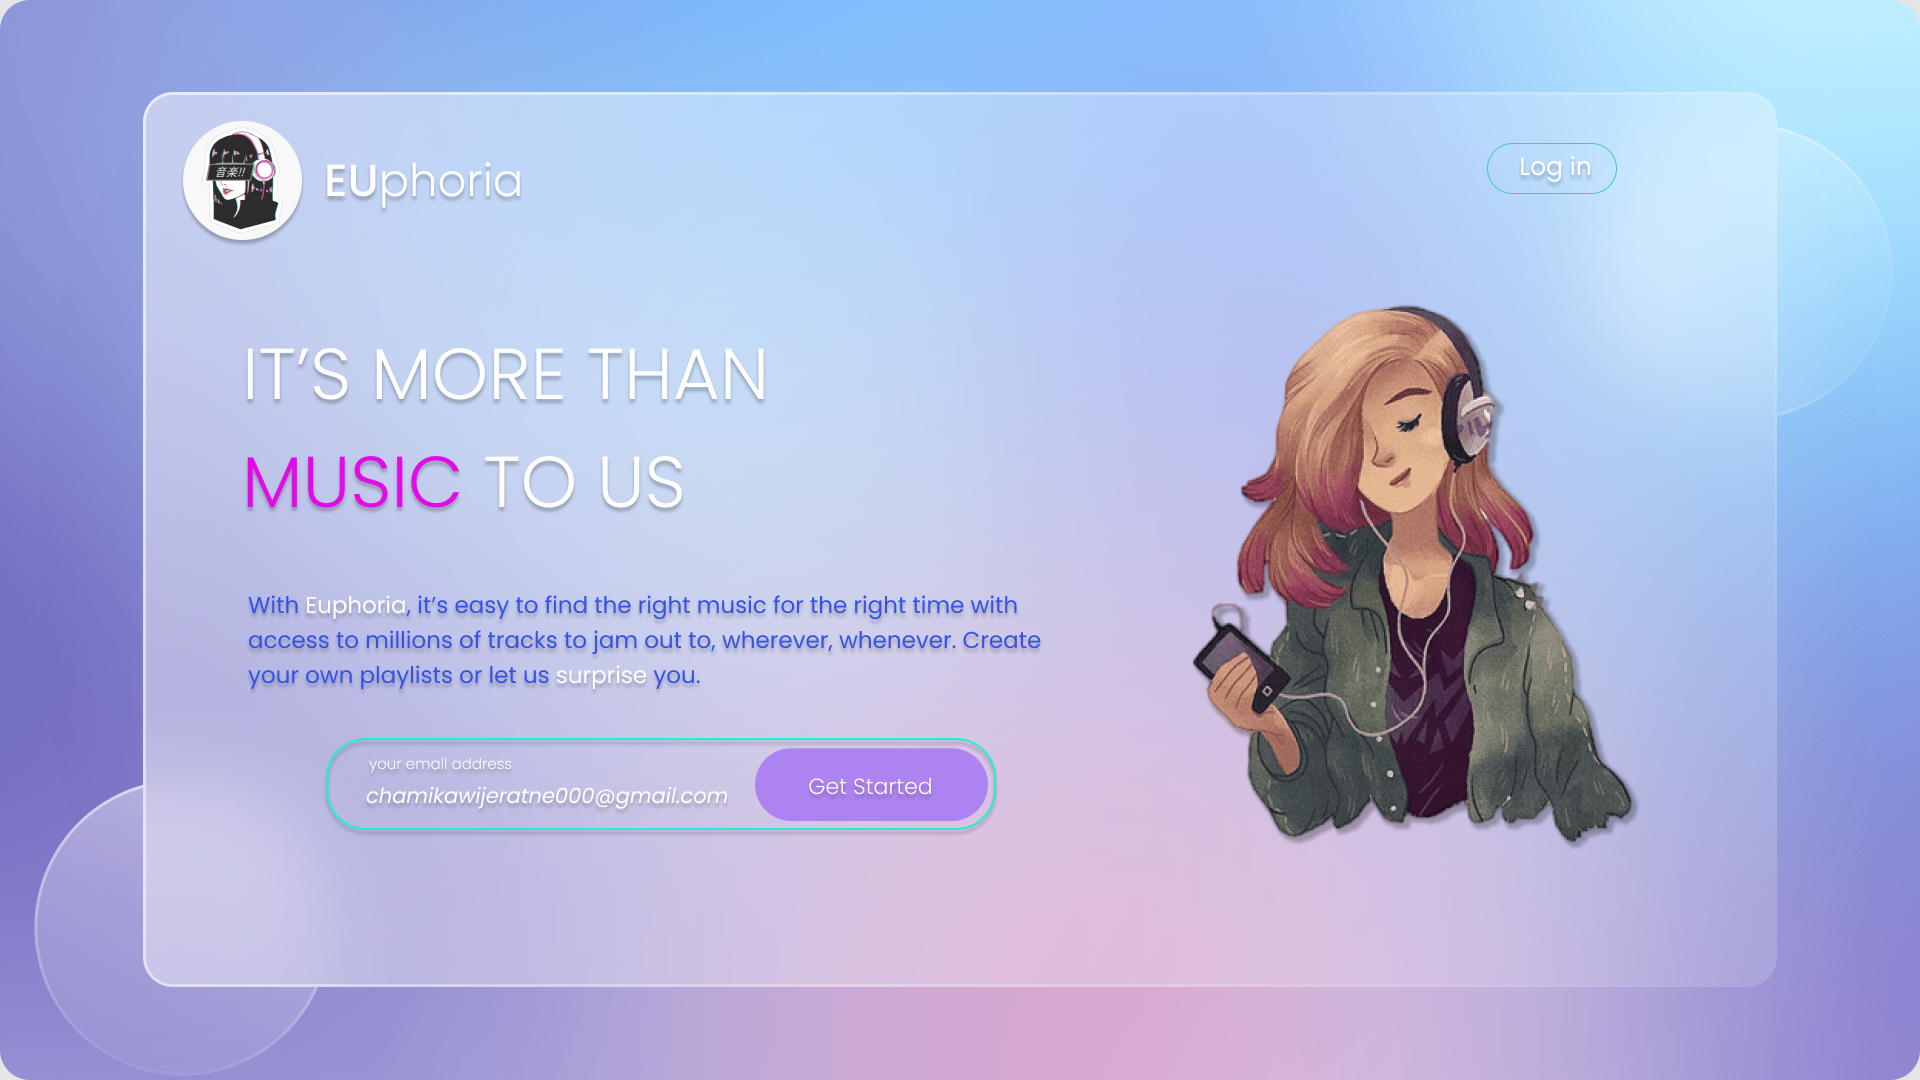 音楽!!
EUphoria
Log in
IT’S MORE THAN
MUSIC TO US
With Euphoria, it’s easy to find the right music for the right time with
access to millions of tracks to jam out to, wherever, whenever. Create
your own playlists or let us surprise you.
your email address
chamikawijeratne000@gmail.com
Get Started